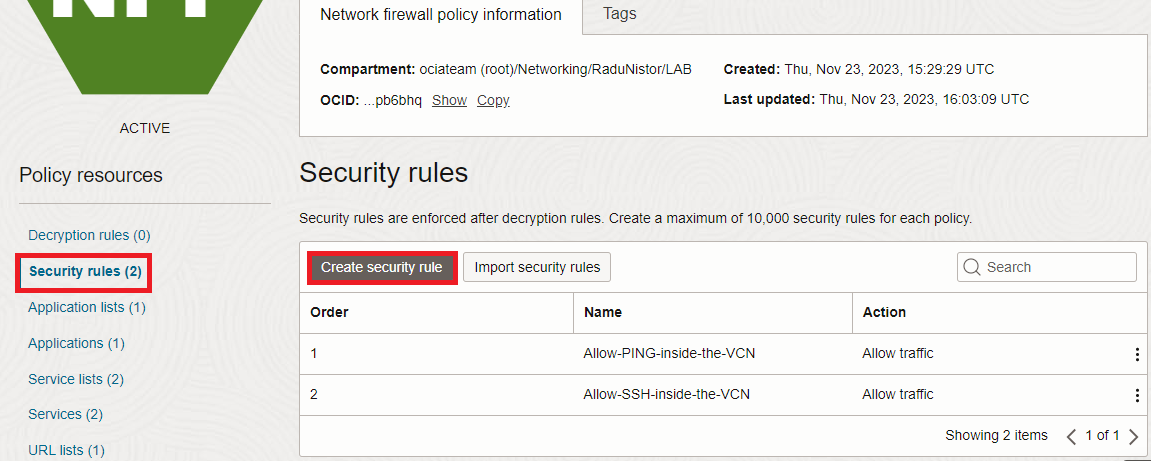 Network firewall policy information
Tags
Compartment: ociateam (root)/Networking/RaduNistor/LAB
Created: Thu, Nov 23, 2023, 15:29:29 UTC
OCID: ...pb6bhq Show Copy
Last updated: Thu, Nov 23, 2023, 16:03:09 UTC
ACTIVE
Policy resources
Decryption rules (0)
Security rules (2)
Application lists (1)
Applications (1)
Service lists (2)
Services (2)
URL lists (1)
Security rules
Security rules are enforced after decryption rules. Create a maximum of 10,000 security rules for each policy.
Create security rule
Import security rules
Search
Order Name Action
1 Allow-PING-inside-the-VCN Allow traffic
2 Allow-SSH-inside-the-VCN Allow traffic
Showing 2 items 1 of 1